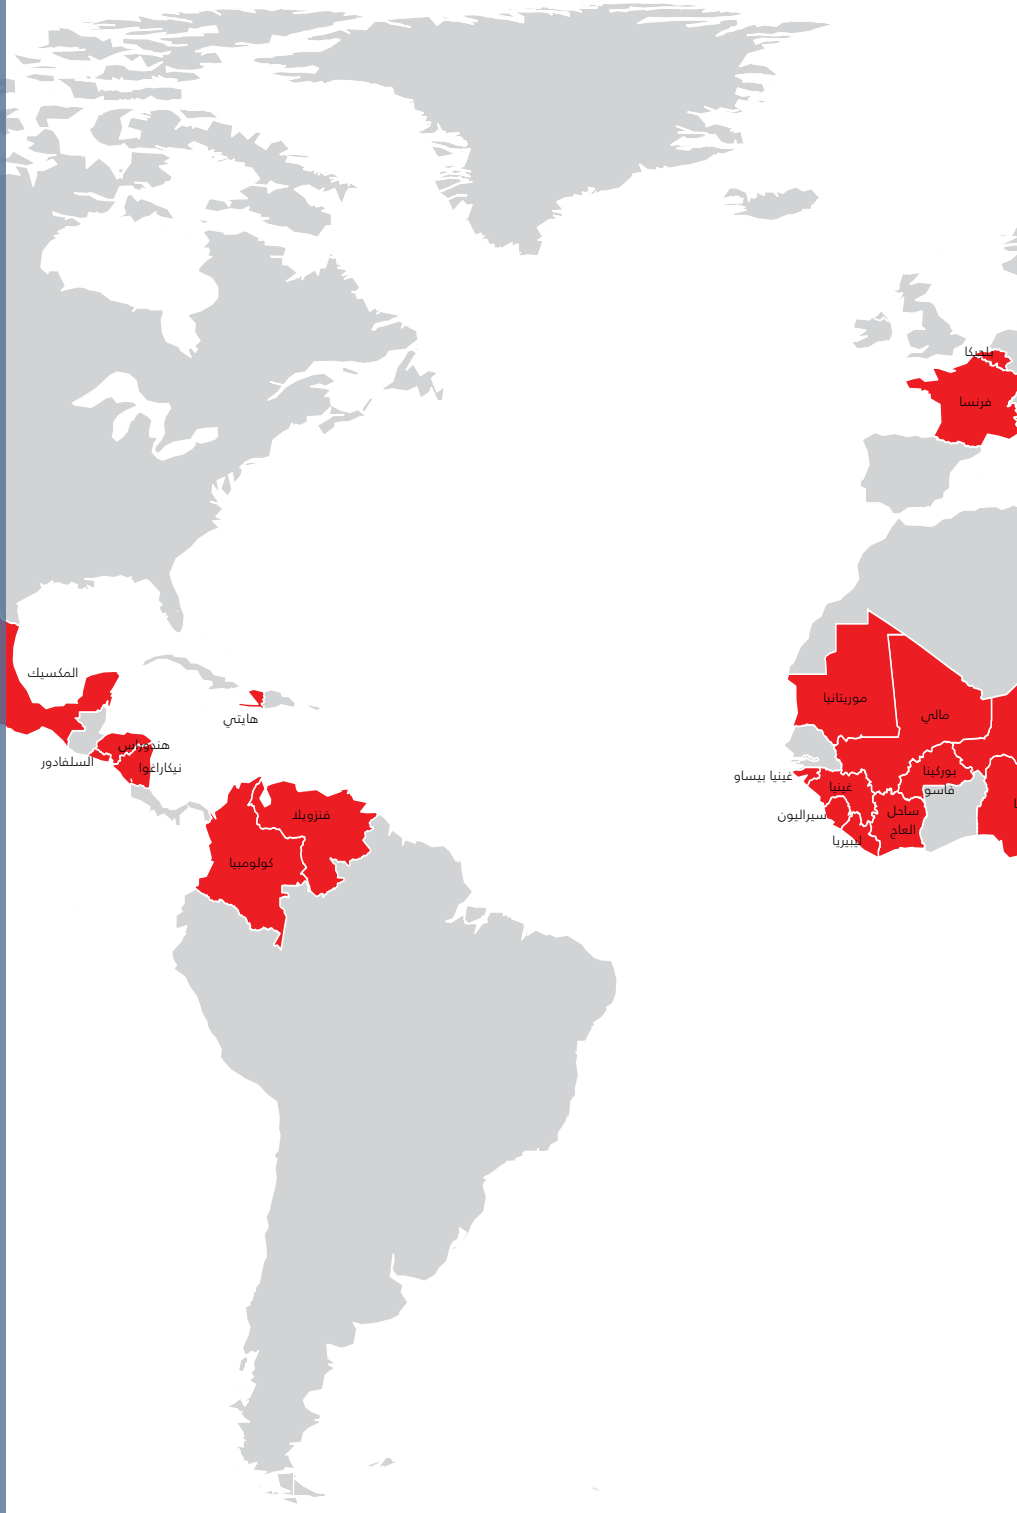 بلجيكا
فرنسا
المكسيك
هايتي
هندوراس
السلفادور
نيكاراغوا
موريتانيا
مالي
غينيا بيساو
غينيا
بوركينا
فاسو
سيراليون
ساحل
العاج
ليبيريا
فنزويلا
كولومبيا